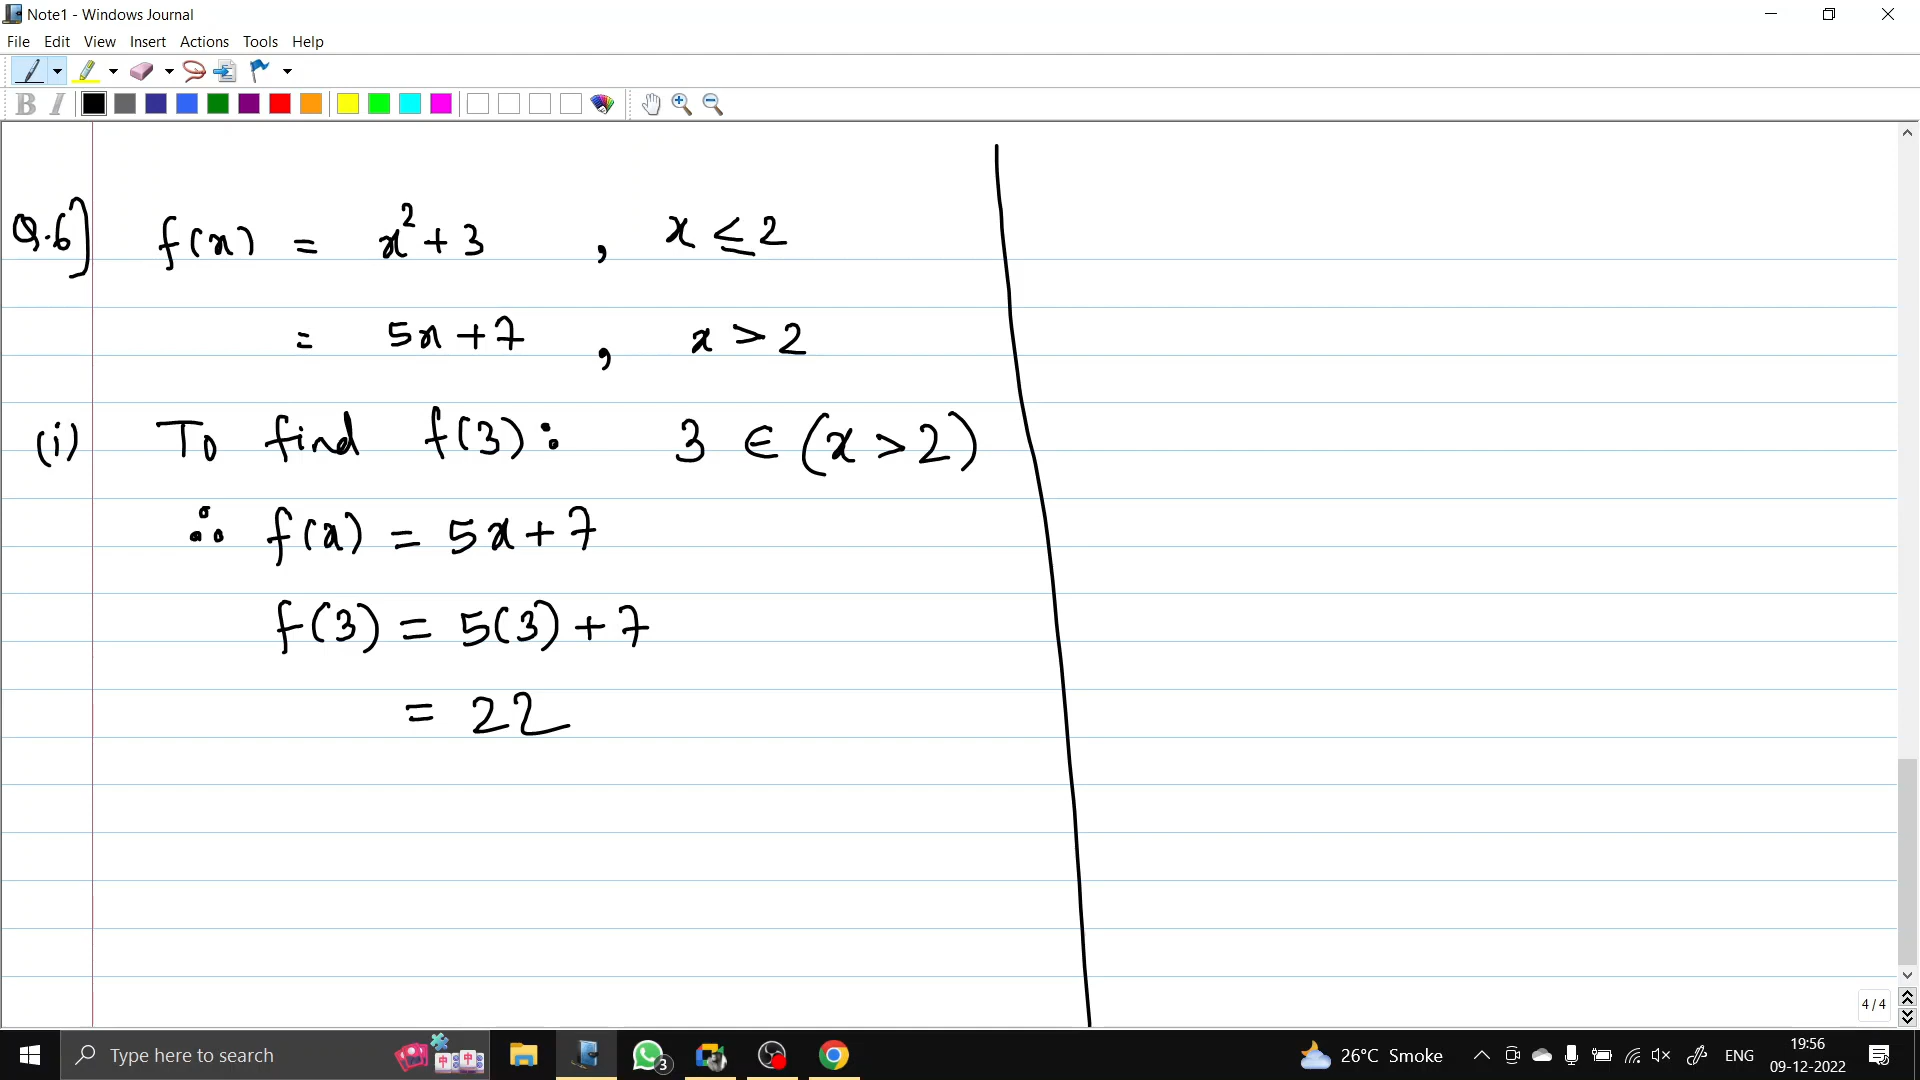 Note1 - Windows Journal
File Edit View Insert Actions Tools Help
B I
Q.6] f(x) = x² + 3 , x ≤ 2
= 5x + 7 , x > 2
(i) To find f(3) : 3 ∈ (x > 2)
∴ f(x) = 5x + 7
f(3) = 5(3) + 7
= 22
4 / 4
Type here to search
3
26°C Smoke
ENG
19:56
09-12-2022